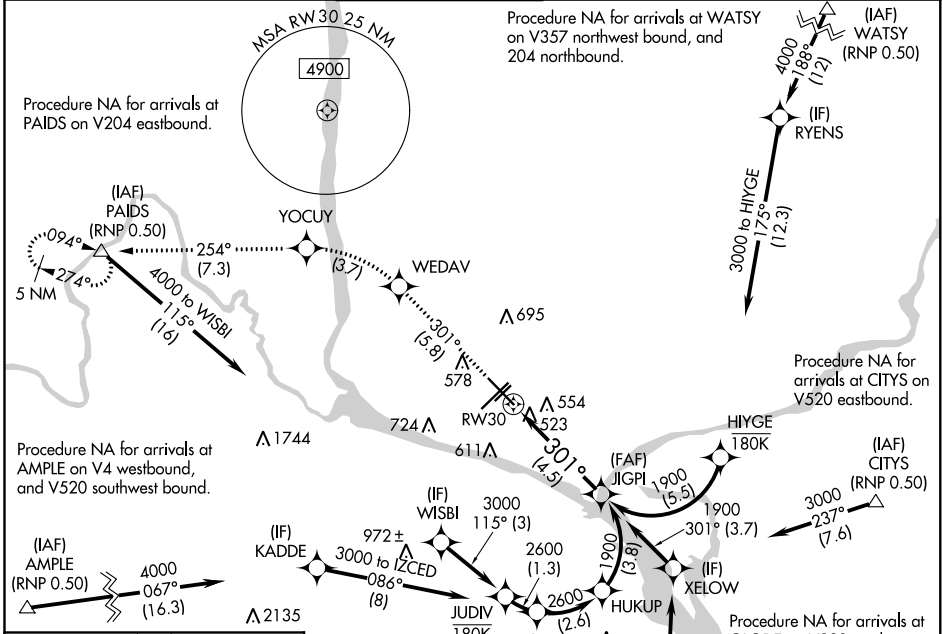 MSA RW30 25 NM
4900
Procedure NA for arrivals at WATSY
on V357 northwest bound, and
204 northbound.
(IAF)
WATSY
(RNP 0.50)
4000
188°
(12)
(IF)
RYENS
3000 to HIYGE
175°
(12.3)
Procedure NA for arrivals at
PAIDS on V204 eastbound.
(IAF)
PAIDS
(RNP 0.50)
094°
274°
5 NM
254°
(7.3)
YOCUY
(3.7)
WEDAV
4000 to WISBI
115°
(16)
301°
(5.8)
695
578
RW30
554
523
724
611
1744
301°
(4.5)
Procedure NA for
arrivals at CITYS on
V520 eastbound.
HIYGE
180K
(FAF)
JIGPI
1900
(5.5)
(IAF)
CITYS
(RNP 0.50)
3000
237°
(7.6)
1900
301° (3.7)
Procedure NA for arrivals at
AMPLE on V4 westbound,
and V520 southwest bound.
(IF)
WISBI
3000
115° (3)
2600
(1.3)
1900
(3.8)
(IF)
XELOW
(IAF)
AMPLE
(RNP 0.50)
4000
067°
(16.3)
(IF)
KADDE
972 ±
3000 to IZCED
086°
(8)
2135
JUDIV
180K
2600
(2.6)
HUKUP
Procedure NA for arrivals at